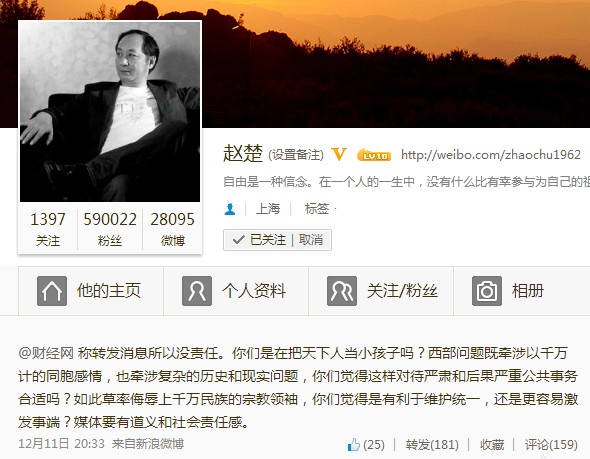 赵楚 (设置备注) V LV10 http://weibo.com/zhaochu1962
自由是一种信念。在一个人的一生中，没有什么比有幸参与为自己的祖
上海 | 标签 ·
已关注 | 取消
1397 590022 28095
关注 粉丝 微博
他的主页 个人资料 关注/粉丝 相册
@财经网 称转发消息所以没责任。你们是在把天下人当小孩子吗？西部问题既牵涉以千万
计的同胞感情，也牵涉复杂的历史和现实问题，你们觉得这样对待严肃和后果严重公共事务
合适吗？如此草率侮辱上千万民族的宗教领袖，你们觉得是有利于维护统一，还是更容易激
发事端？媒体要有道义和社会责任感。
12月11日 20:33 来自新浪微博 (25) | 转发(181) | 收藏 | 评论(159)